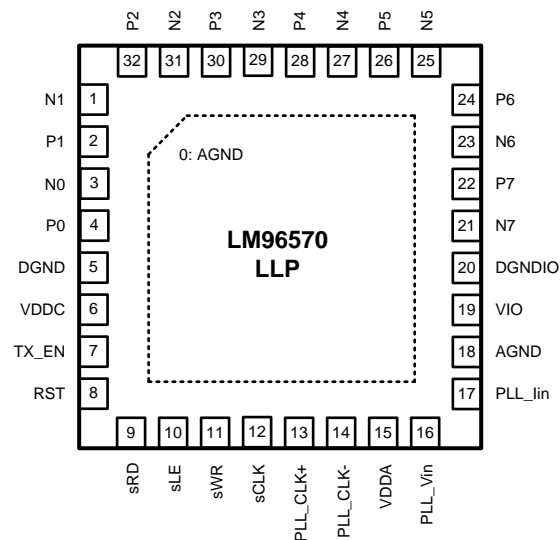 P2
N2
P3
N3
P4
N4
P5
N5
32
31
30
29
28
27
26
25
N1
1
P1
2
N0
3
P0
4
DGND
5
VDDC
6
TX_EN
7
RST
8
0: AGND
LM96570
LLP
24
P6
23
N6
22
P7
21
N7
20
DGNDIO
19
VIO
18
AGND
17
PLL_Iin
9
10
11
12
13
14
15
16
sRD
sLE
sWR
sCLK
PLL_CLK+
PLL_CLK-
VDDA
PLL_Vin